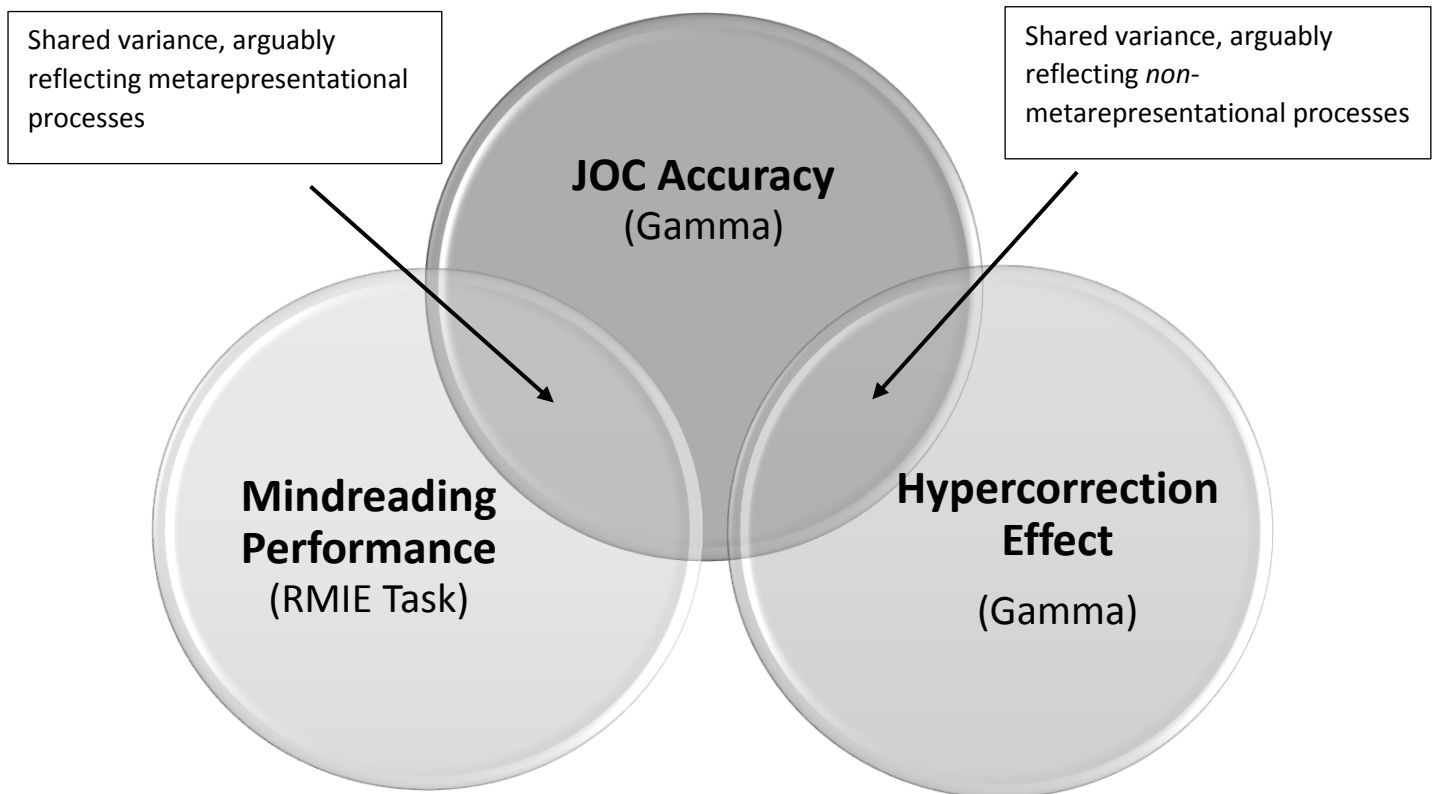 Shared variance, arguably
reflecting metarepresentational
processes
Shared variance, arguably
reflecting non-
metarepresentational processes
JOC Accuracy
(Gamma)
Mindreading
Performance
(RMIE Task)
Hypercorrection
Effect
(Gamma)